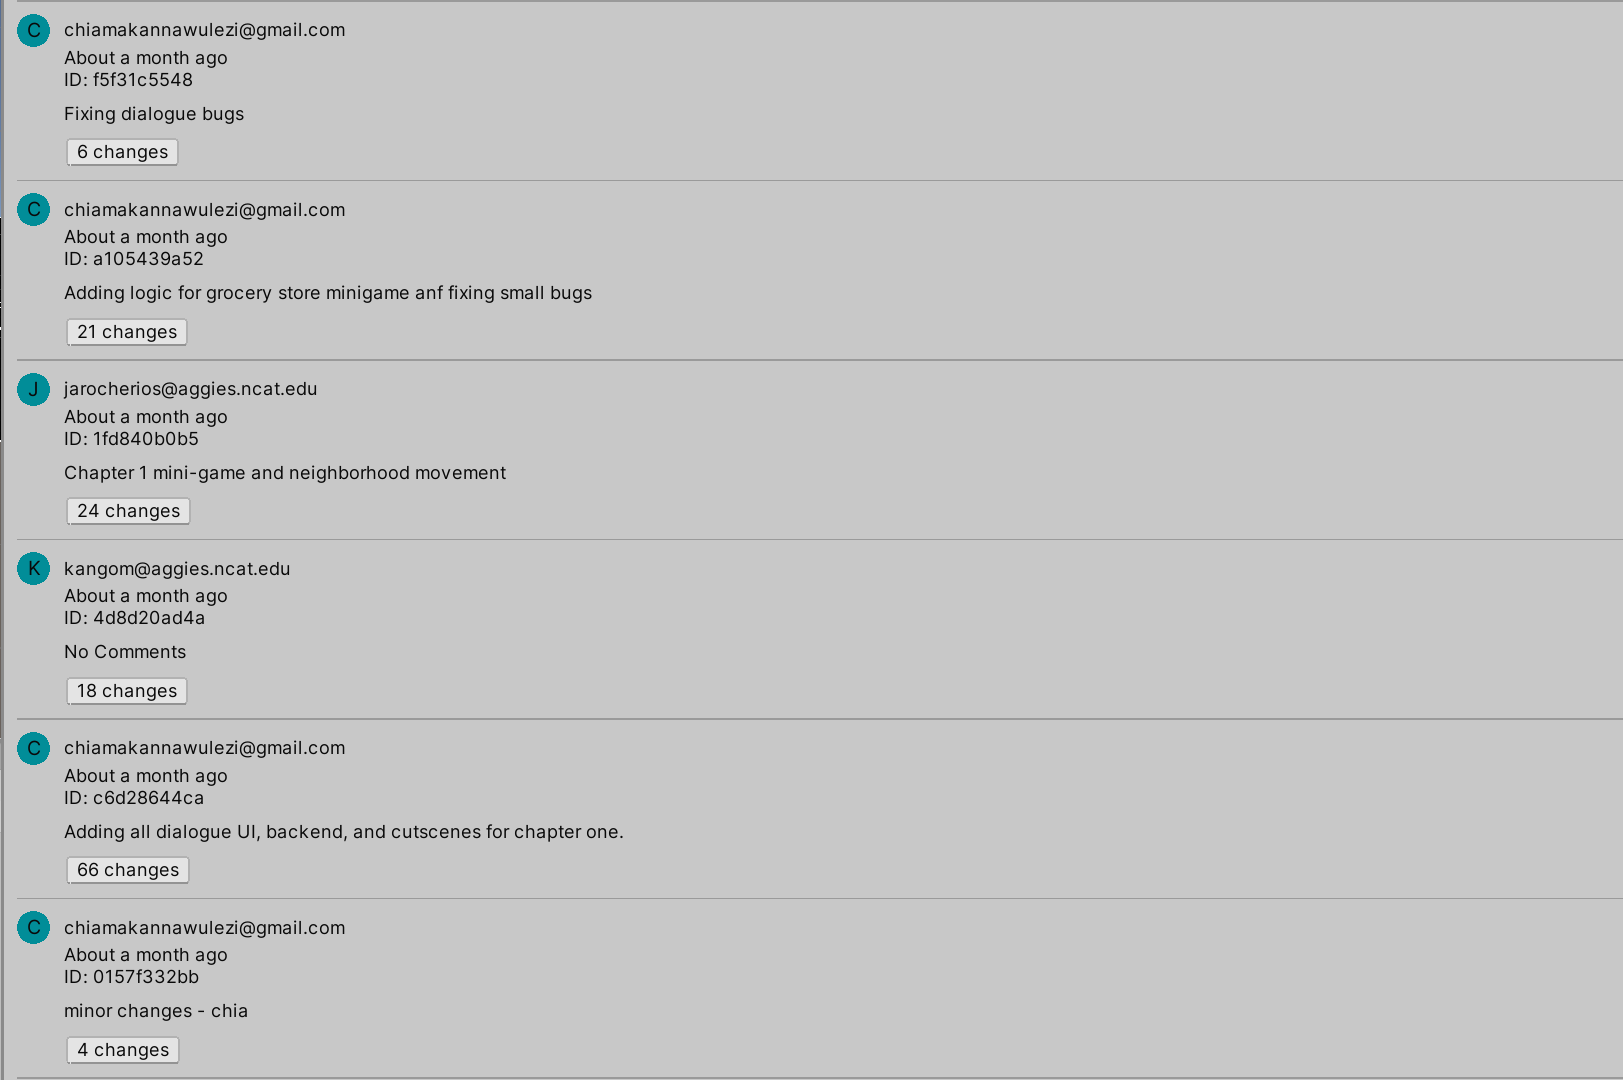 C
chiamakannawulezi@gmail.com
About a month ago
ID: f5f31c5548
Fixing dialogue bugs
6 changes
C
chiamakannawulezi@gmail.com
About a month ago
ID: a105439a52
Adding logic for grocery store minigame anf fixing small bugs
21 changes
J
jarocherios@aggies.ncat.edu
About a month ago
ID: 1fd840b0b5
Chapter 1 mini-game and neighborhood movement
24 changes
K
kangom@aggies.ncat.edu
About a month ago
ID: 4d8d20ad4a
No Comments
18 changes
C
chiamakannawulezi@gmail.com
About a month ago
ID: c6d28644ca
Adding all dialogue UI, backend, and cutscenes for chapter one.
66 changes
C
chiamakannawulezi@gmail.com
About a month ago
ID: 0157f332bb
minor changes - chia
4 changes